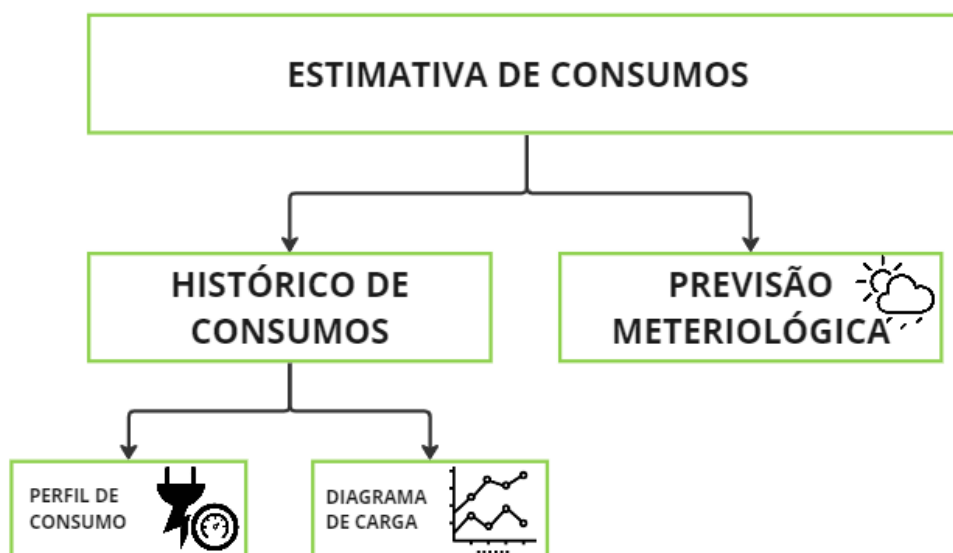 ESTIMATIVA DE CONSUMOS
HISTÓRICO DE
CONSUMOS
PREVISÃO
METERIOLÓGICA
PERFIL DE
CONSUMO
DIAGRAMA
DE CARGA